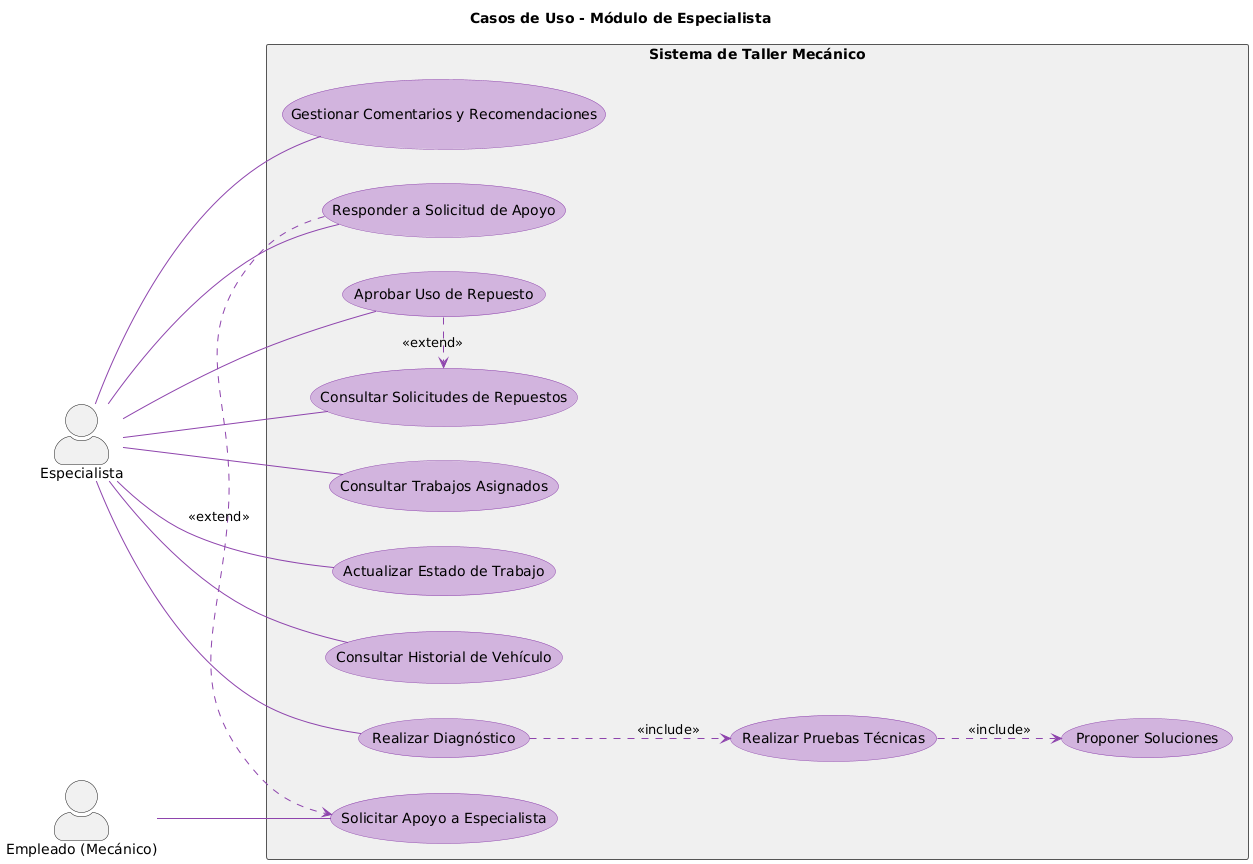 Casos de Uso - Módulo de Especialista
Sistema de Taller Mecánico
Gestionar Comentarios y Recomendaciones
Responder a Solicitud de Apoyo
Aprobar Uso de Repuesto
«extend»
Consultar Solicitudes de Repuestos
Especialista
Consultar Trabajos Asignados
«extend»
Actualizar Estado de Trabajo
Consultar Historial de Vehículo
Realizar Diagnóstico
«include»
Realizar Pruebas Técnicas
«include»
Proponer Soluciones
Solicitar Apoyo a Especialista
Empleado (Mecánico)